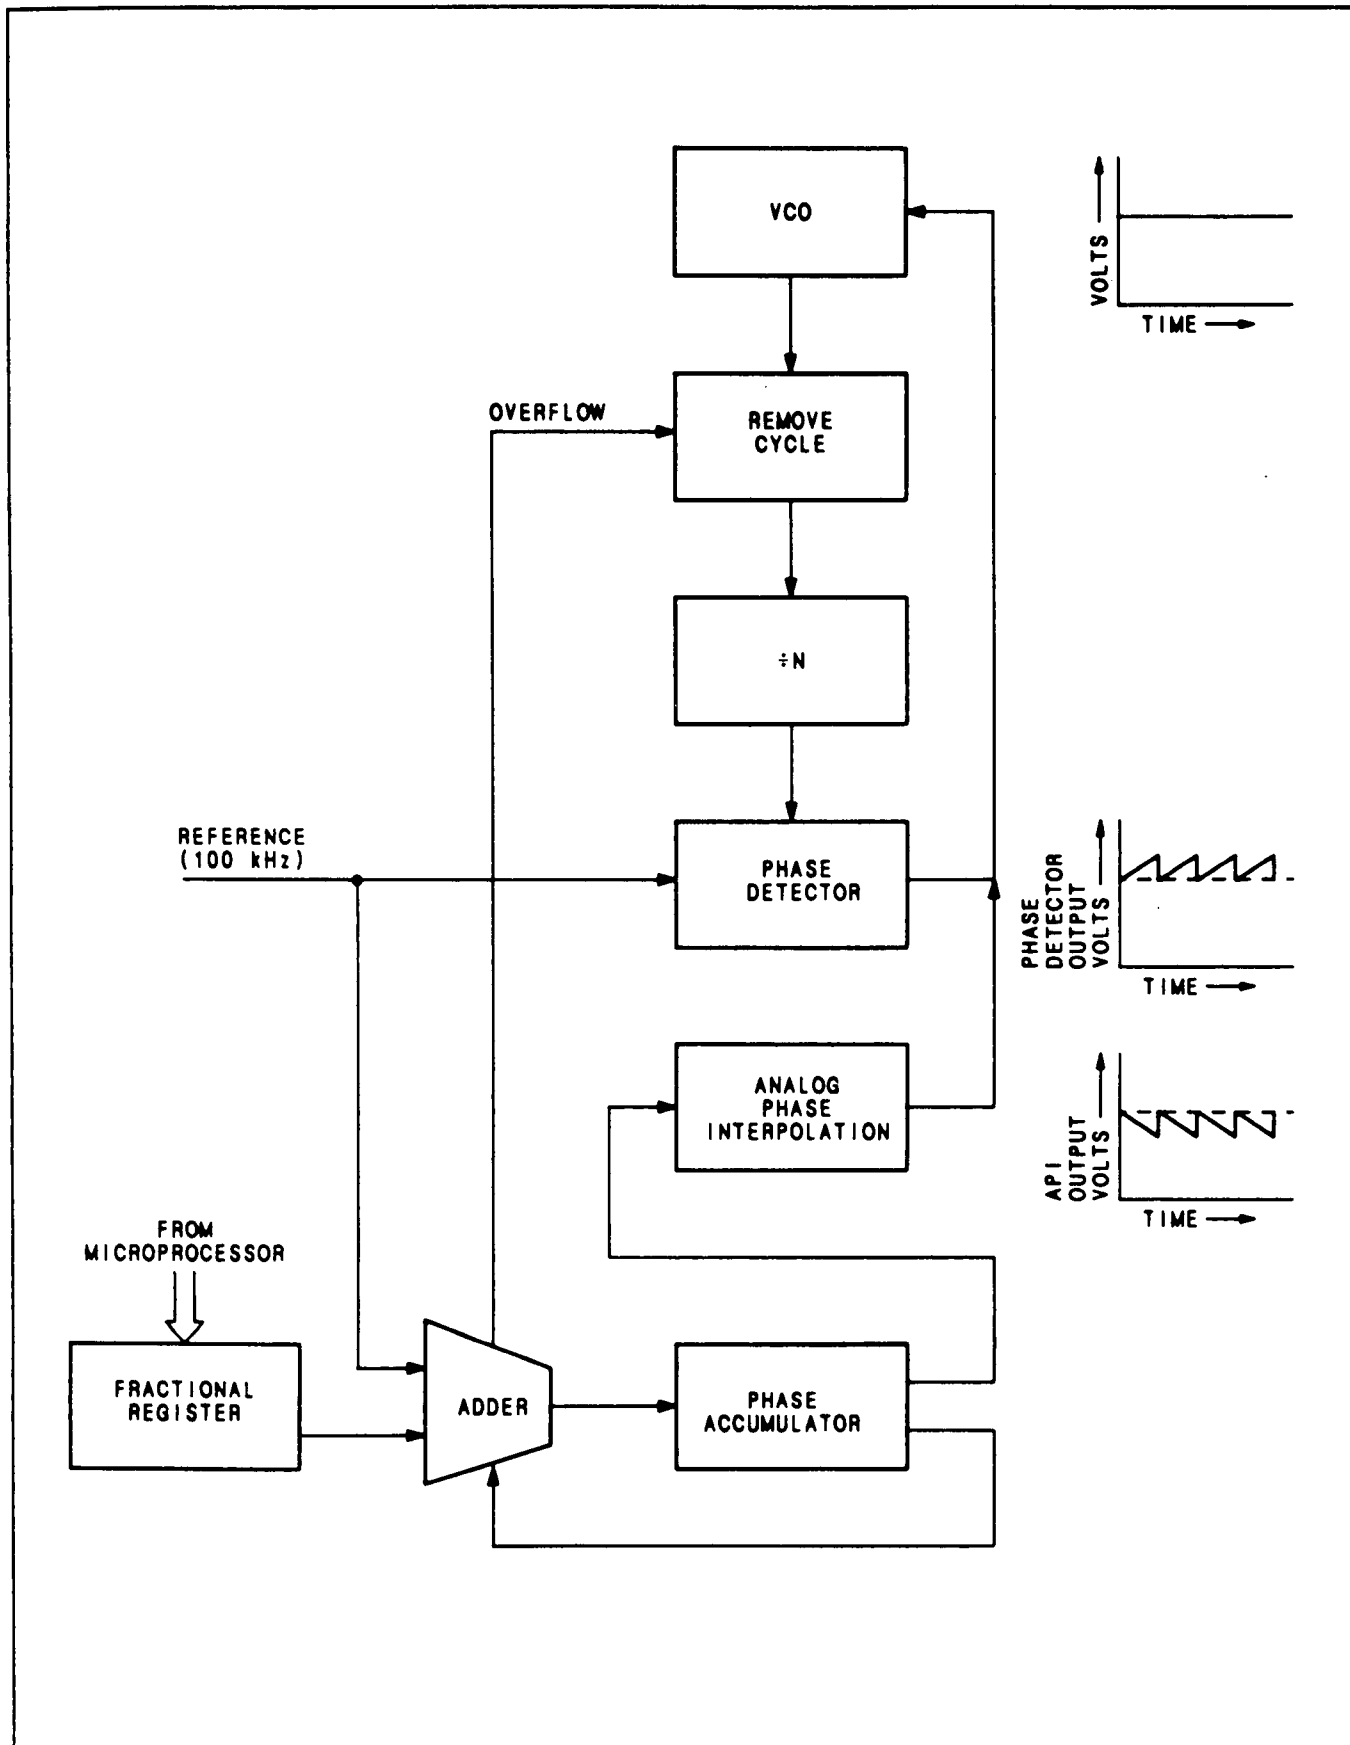 VCO
VOLTS
TIME
OVERFLOW
REMOVE
CYCLE
÷N
REFERENCE
(100 kHz)
PHASE
DETECTOR
PHASE
DETECTOR
OUTPUT
VOLTS
TIME
ANALOG
PHASE
INTERPOLATION
API
OUTPUT
VOLTS
TIME
FROM
MICROPROCESSOR
FRACTIONAL
REGISTER
ADDER
PHASE
ACCUMULATOR